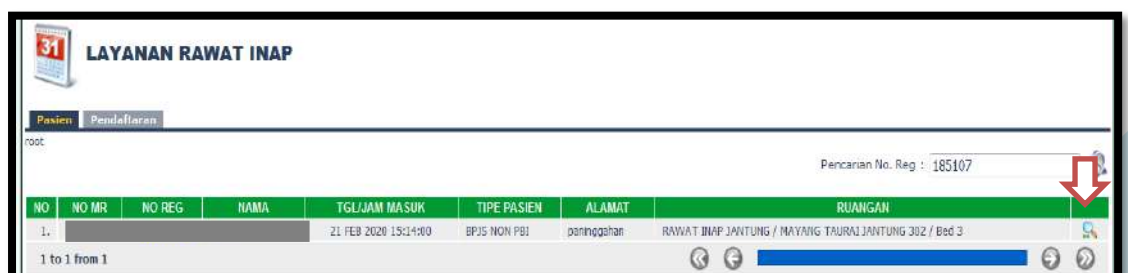 31
LAYANAN RAWAT INAP
Pasien Pendaftaran
root
Pencarian No. Reg : 185107
NO NO MR NO REG NAMA TGL/JAM MASUK TIPE PASIEN ALAMAT RUANGAN
1. 21 FEB 2020 15:14:00 BPJS NON PBI paninggahan RAWAT INAP JANTUNG / MAYANG TAURAI JANTUNG 302 / Bed 3
1 to 1 from 1